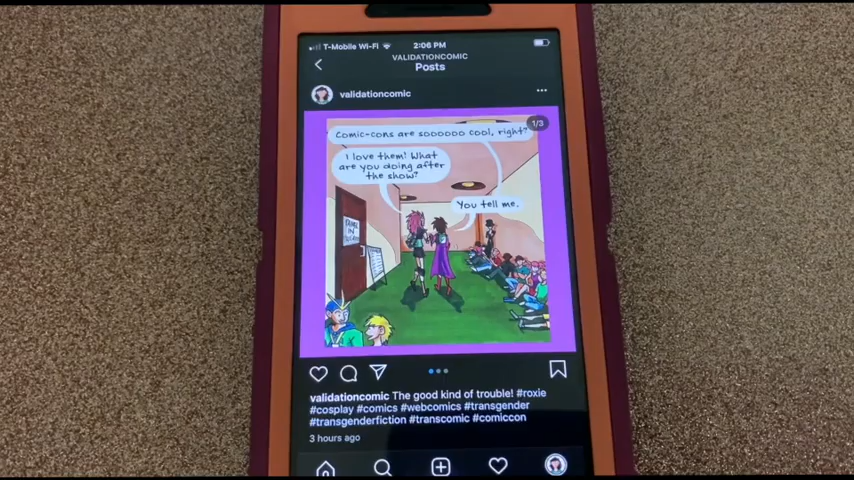 T-Mobile Wi-Fi 2:06 PM
VALIDATIONCOMIC
Posts
validationcomic
1/3
Comic-cons are soooooo cool, right?
I love them! What
are you doing after
the show?
You tell me.
IN
validationcomic The good kind of trouble! #roxie
#cosplay #comics #webcomics #transgender
#transgenderfiction #transcomic #comiccon
3 hours ago